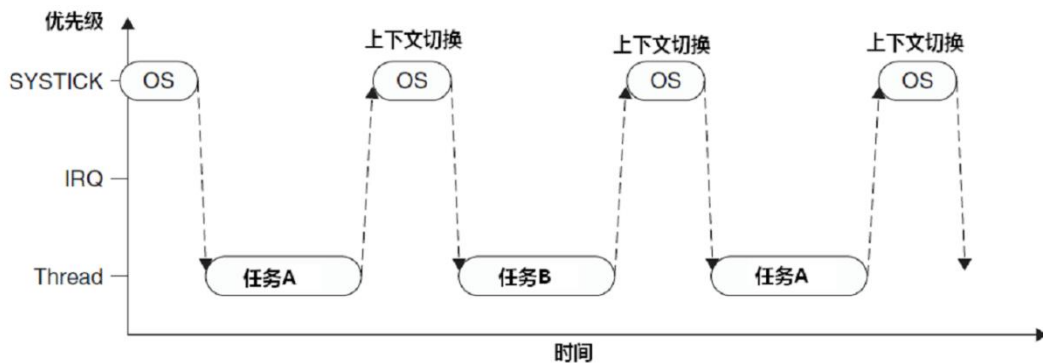 优先级
上下文切换
上下文切换
上下文切换
SYSTICK
OS
OS
OS
OS
IRQ
Thread
任务A
任务B
任务A
时间